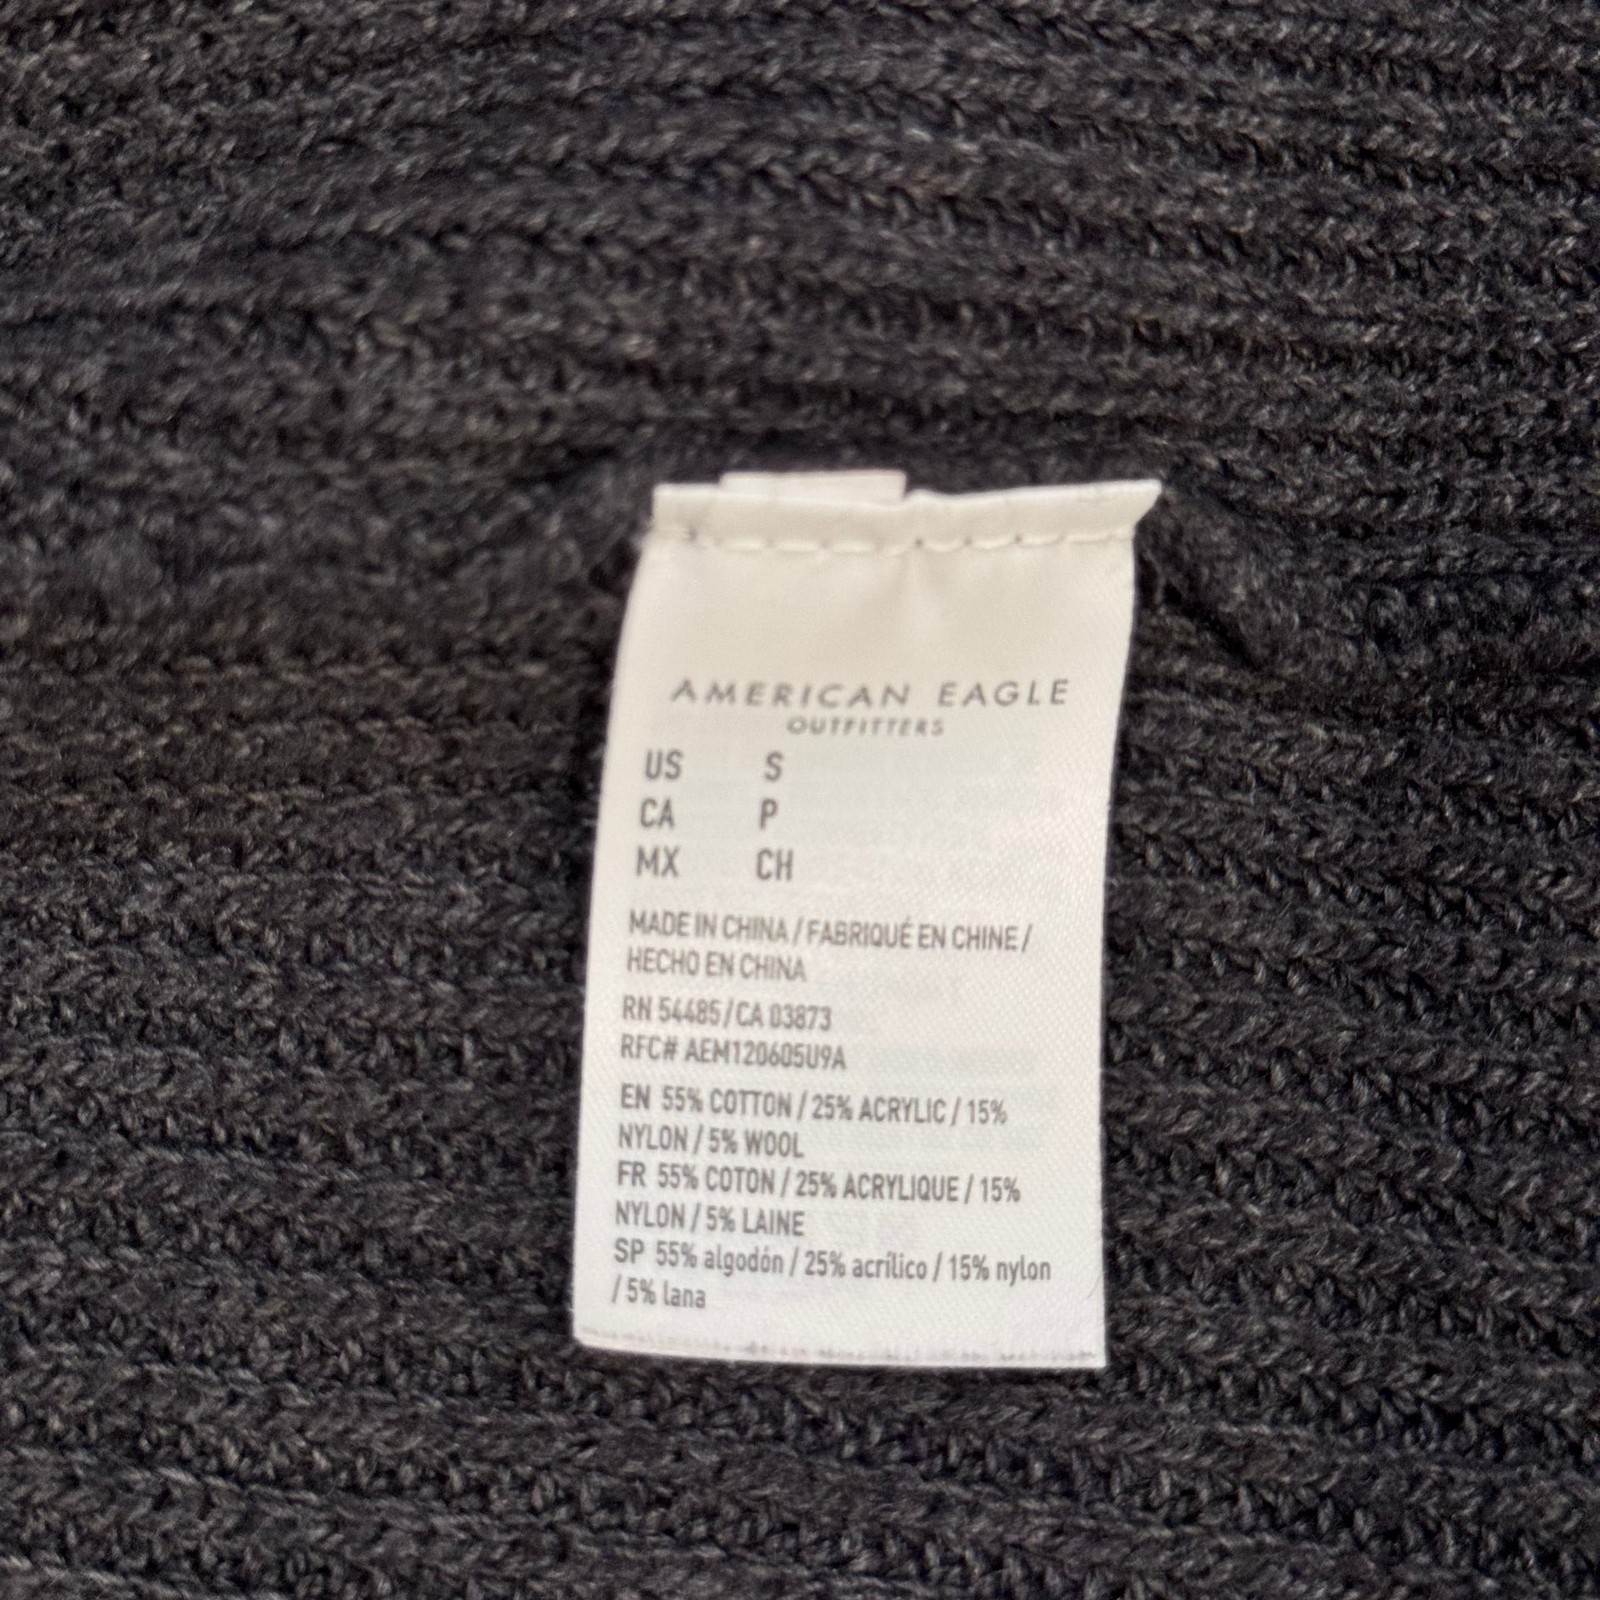 AMERICAN EAGLE
OUTFITTERS
US S
CA P
MX CH
MADE IN CHINA / FABRIQUÉ EN CHINE /
HECHO EN CHINA
RN 54485 / CA 03873
RFC# AEM120605U9A
EN 55% COTTON / 25% ACRYLIC / 15%
NYLON / 5% WOOL
FR 55% COTON / 25% ACRYLIQUE / 15%
NYLON / 5% LAINE
SP 55% algodón / 25% acrílico / 15% nylon
/ 5% lana